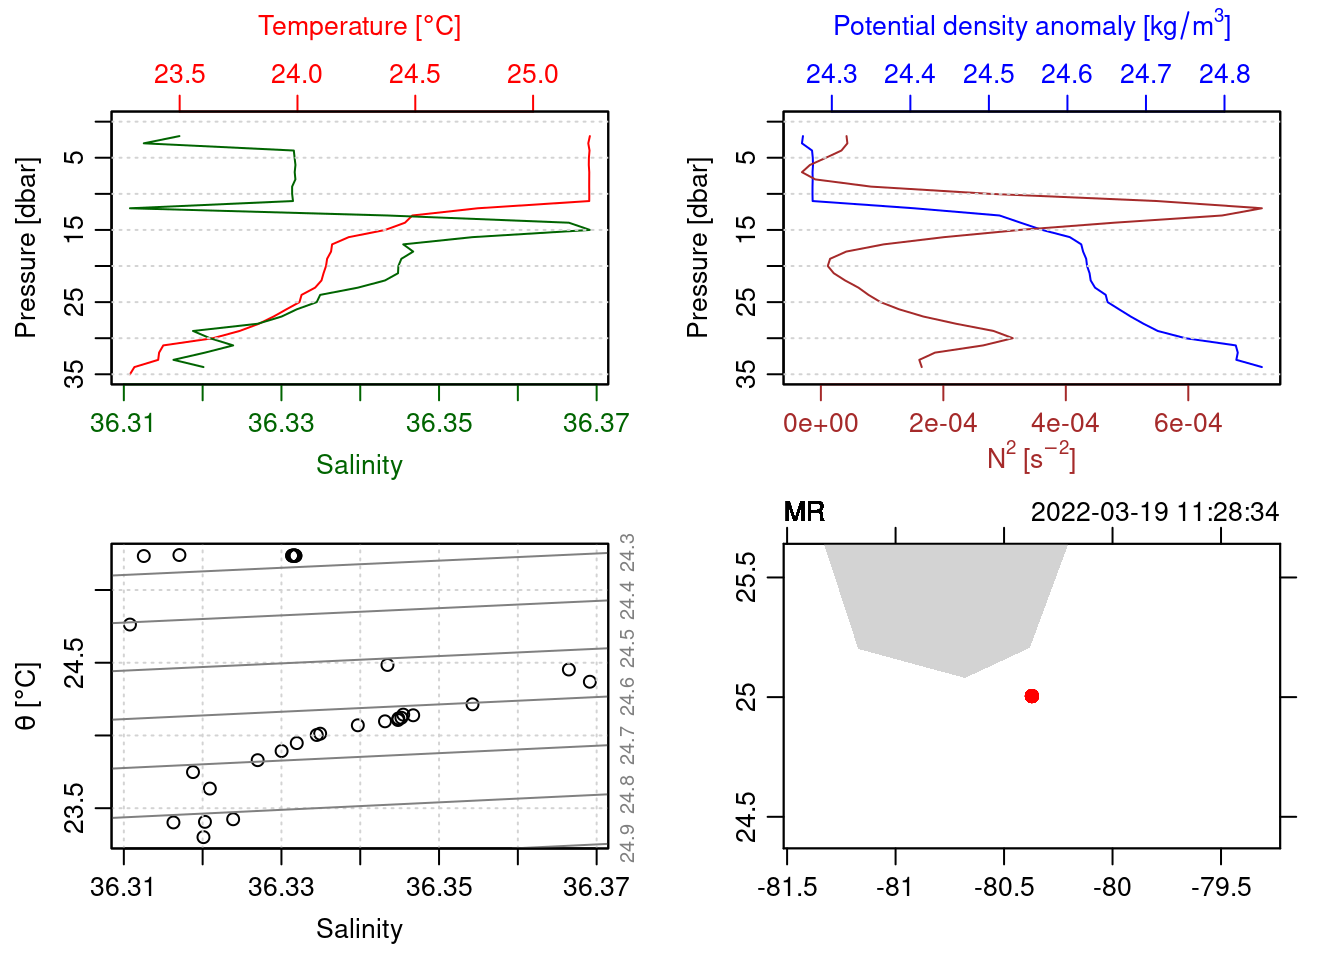 Temperature [°C]
23.5 24.0 24.5 25.0
Pressure [dbar]
5 15 25 35
36.31 36.33 36.35 36.37
Salinity
Potential density anomaly [kg/m³]
24.3 24.4 24.5 24.6 24.7 24.8
Pressure [dbar]
5 15 25 35
0e+00 2e-04 4e-04 6e-04
N² [s⁻²]
θ [°C]
24.5 23.5
24.3 24.4 24.5 24.6 24.7 24.8 24.9
36.31 36.33 36.35 36.37
Salinity
MR 2022-03-19 11:28:34
25.5 25 24.5
-81.5 -81 -80.5 -80 -79.5